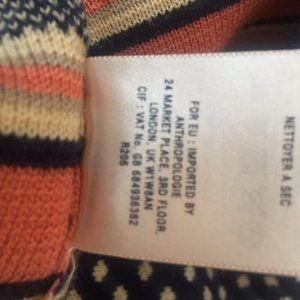 NETTOYER A SEC
FOR EU : IMPORTED BY
ANTHROPOLOGIE
24 MARKET PLACE, 3RD FLOOR,
LONDON, UK W1W8AN
CIF : VAT No. GB 684936382
R206